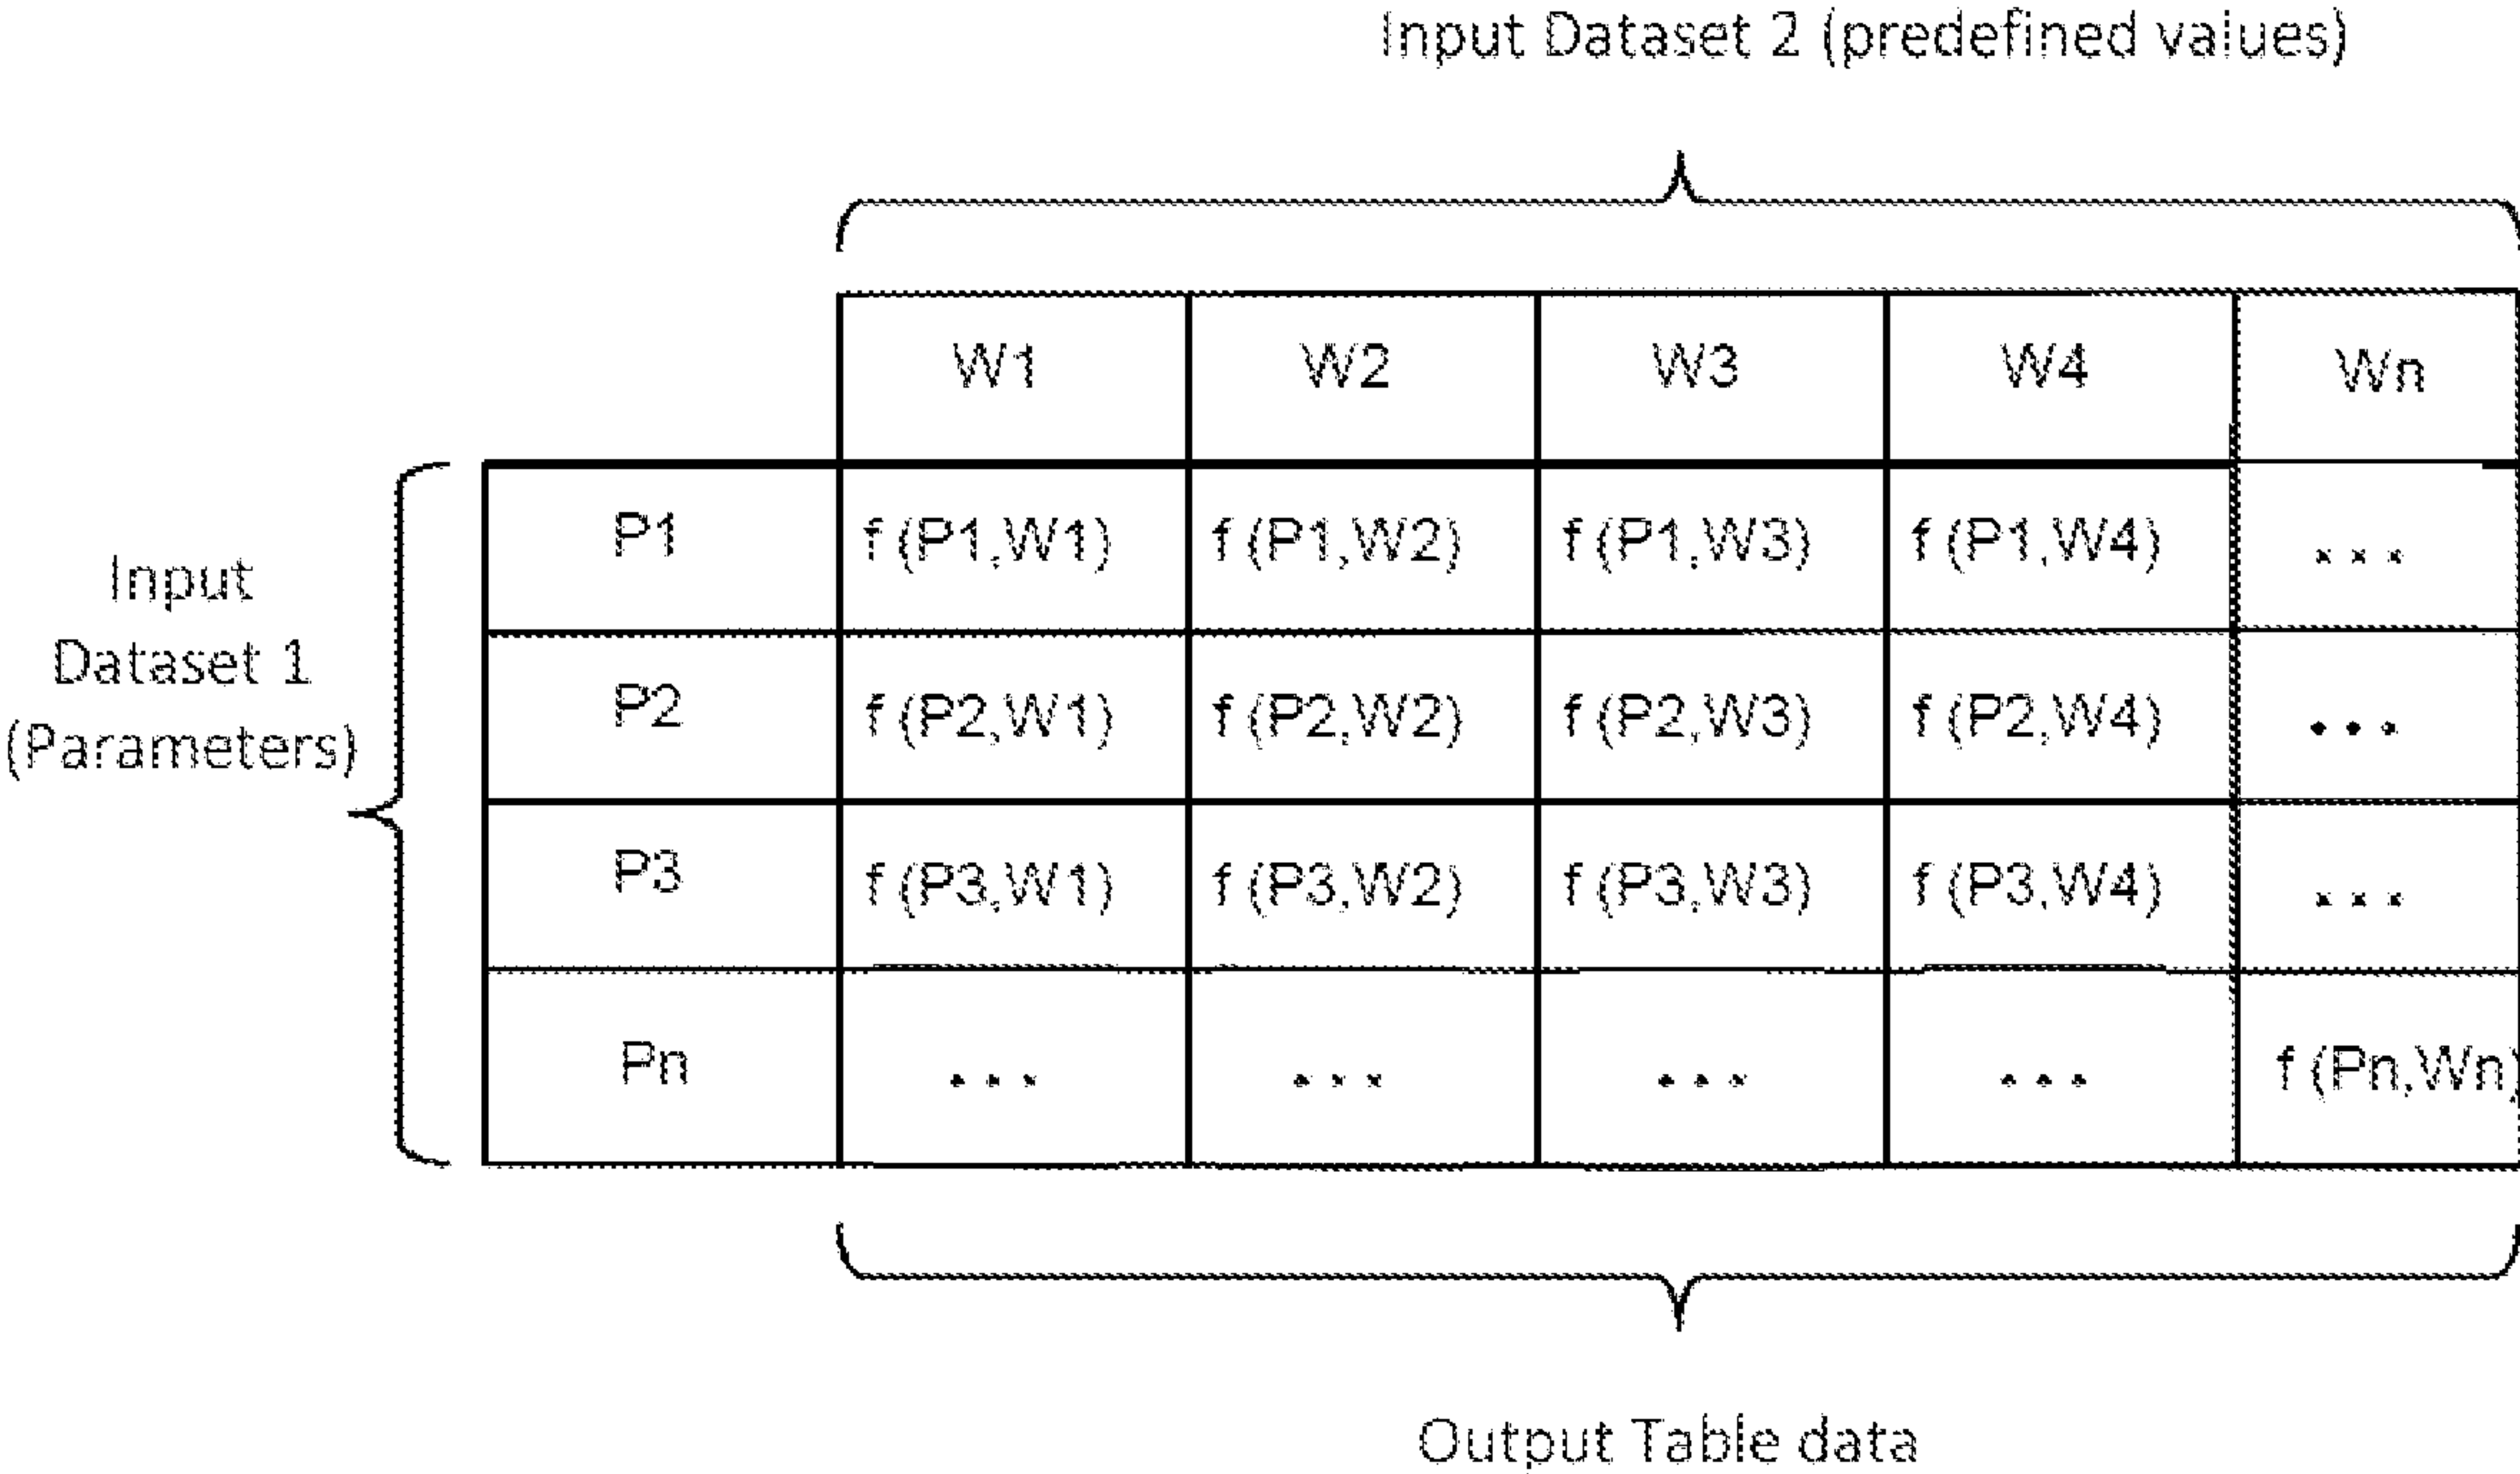 Input Dataset 2 (predefined values)
W1 W2 W3 W4 Wn
P1 f (P1,W1) f (P1,W2) f (P1,W3) f (P1,W4) ...
Input
Dataset 1
(Parameters)
P2 f (P2,W1) f (P2,W2) f (P2,W3) f (P2,W4) ...
P3 f (P3,W1) f (P3,W2) f (P3,W3) f (P3,W4) ...
Pn ... ... ... ... f (Pn,Wn)
Output Table data